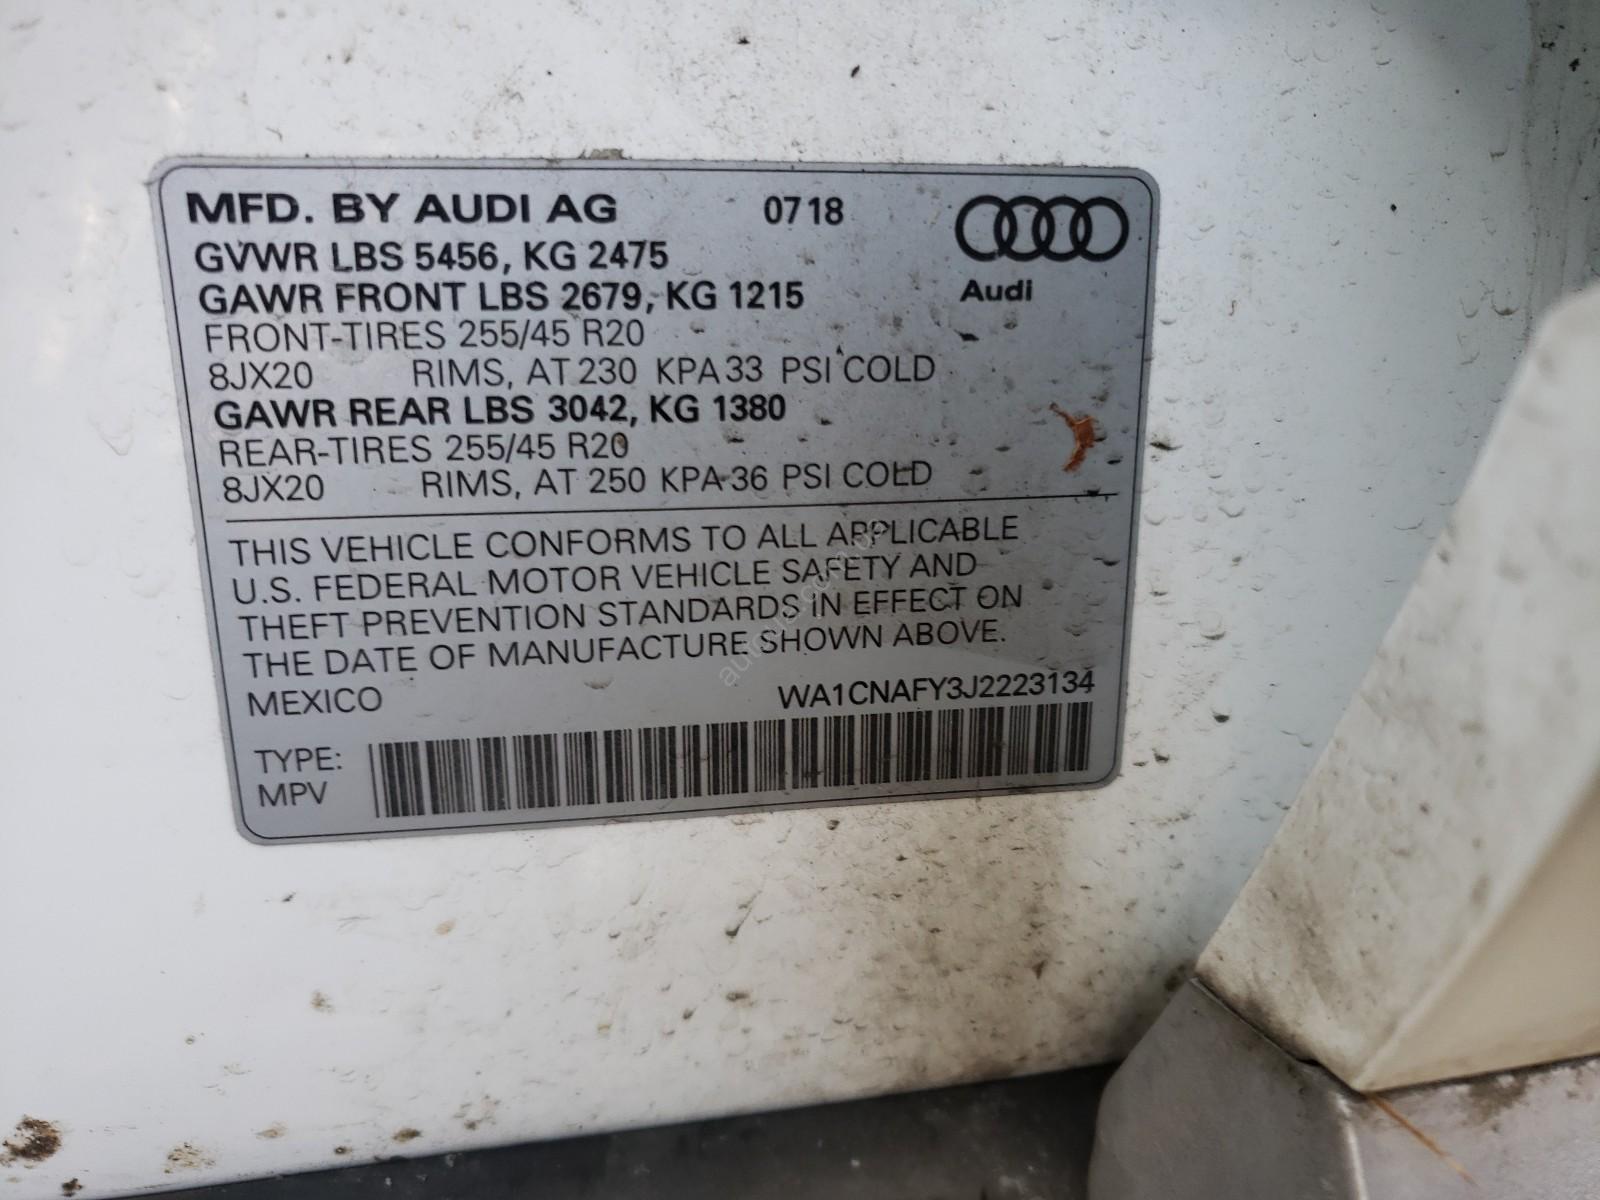 MFD. BY AUDI AG 0718
GVWR LBS 5456, KG 2475
GAWR FRONT LBS 2679, KG 1215
Audi
FRONT-TIRES 255/45 R20
8JX20 RIMS, AT 230 KPA 33 PSI COLD
GAWR REAR LBS 3042, KG 1380
REAR-TIRES 255/45 R20
8JX20 RIMS, AT 250 KPA 36 PSI COLD
THIS VEHICLE CONFORMS TO ALL APPLICABLE
U.S. FEDERAL MOTOR VEHICLE SAFETY AND
THEFT PREVENTION STANDARDS IN EFFECT ON
THE DATE OF MANUFACTURE SHOWN ABOVE.
MEXICO WA1CNAFY3J2223134
TYPE:
MPV